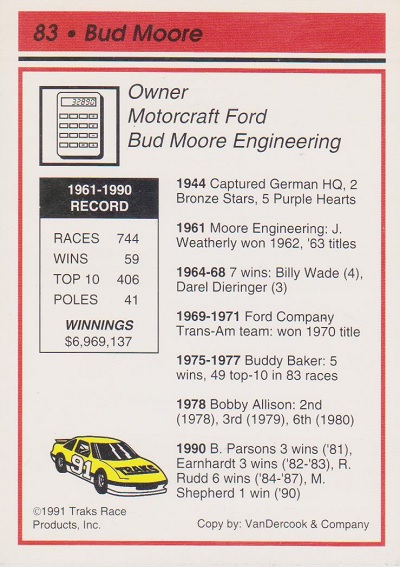 83 • Bud Moore
32850
Owner
Motorcraft Ford
Bud Moore Engineering
1961-1990
RECORD
RACES 744
WINS 59
TOP 10 406
POLES 41
WINNINGS
$6,969,137
1944 Captured German HQ, 2
Bronze Stars, 5 Purple Hearts
1961 Moore Engineering: J.
Weatherly won 1962, '63 titles
1964-68 7 wins: Billy Wade (4),
Darel Dieringer (3)
1969-1971 Ford Company
Trans-Am team: won 1970 title
1975-1977 Buddy Baker: 5
wins, 49 top-10 in 83 races
1978 Bobby Allison: 2nd
(1978), 3rd (1979), 6th (1980)
1990 B. Parsons 3 wins ('81),
Earnhardt 3 wins ('82-'83), R.
Rudd 6 wins ('84-'87), M.
Shepherd 1 win ('90)
91
TRAKS
©1991 Traks Race
Products, Inc.
Copy by: VanDercook & Company